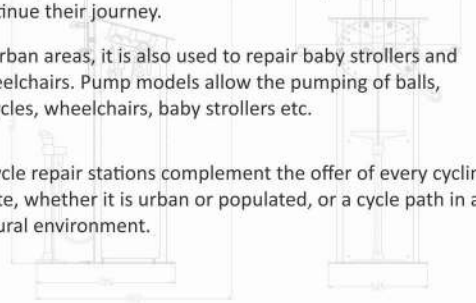 tinue their journey.
rban areas, it is also used to repair baby strollers and
eelchairs. Pump models allow the pumping of balls,
cles, wheelchairs, baby strollers etc.
cle repair stations complement the offer of every cyclin
te, whether it is urban or populated, or a cycle path in a
ural environment.